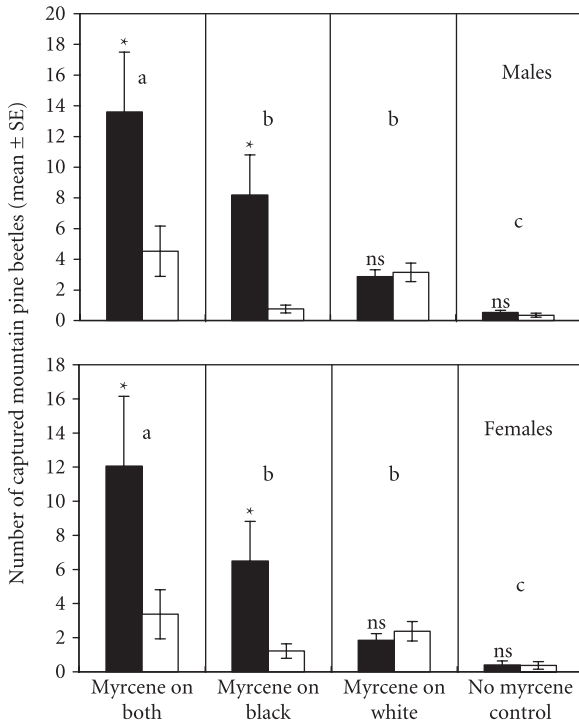 Number of captured mountain pine beetles (mean ± SE)
20
18
16
14
12
10
8
6
4
2
0
*
a
*
b
ns
b
ns
c
Males
18
16
14
12
10
8
6
4
2
0
*
a
*
b
ns
b
ns
c
Females
Myrcene on
both
Myrcene on
black
Myrcene on
white
No myrcene
control